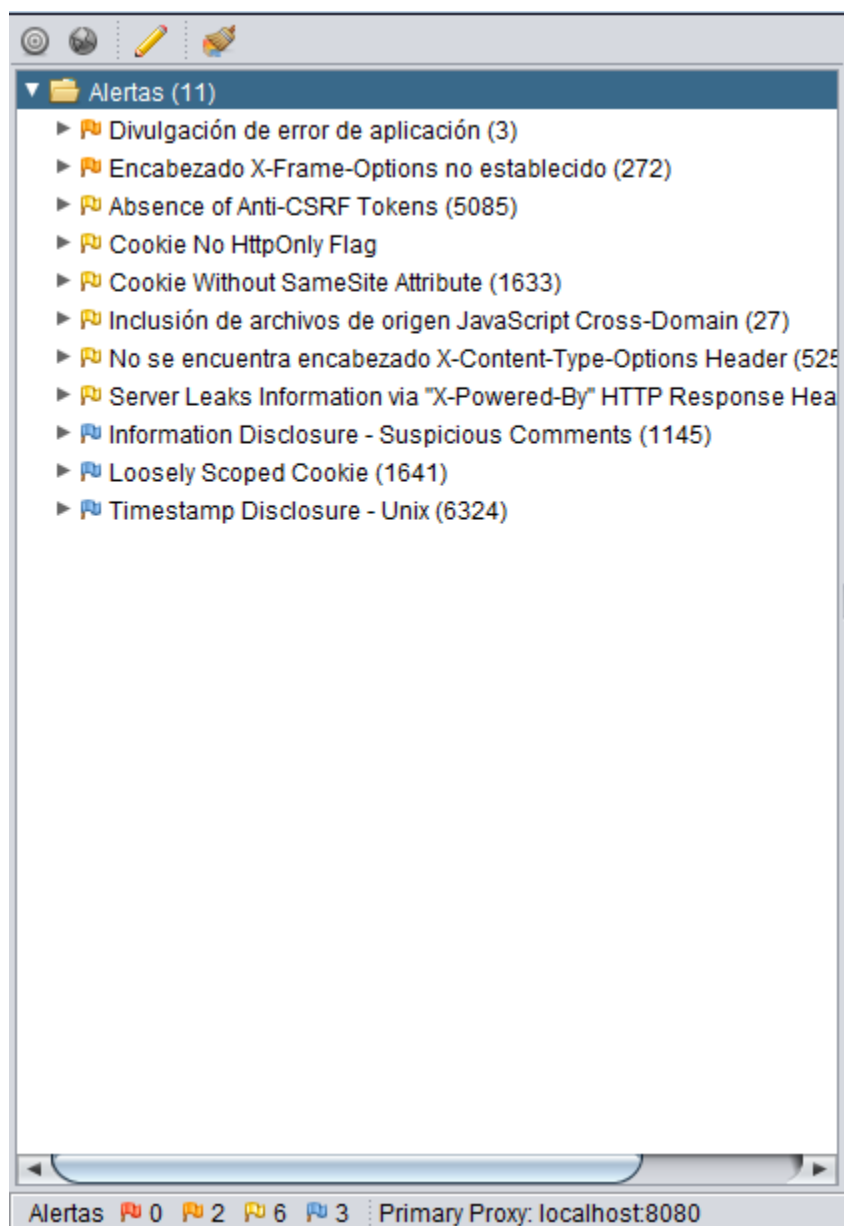 Alertas (11)
Divulgación de error de aplicación (3)
Encabezado X-Frame-Options no establecido (272)
Absence of Anti-CSRF Tokens (5085)
Cookie No HttpOnly Flag
Cookie Without SameSite Attribute (1633)
Inclusión de archivos de origen JavaScript Cross-Domain (27)
No se encuentra encabezado X-Content-Type-Options Header (525
Server Leaks Information via "X-Powered-By" HTTP Response Hea
Information Disclosure - Suspicious Comments (1145)
Loosely Scoped Cookie (1641)
Timestamp Disclosure - Unix (6324)
Alertas 0 2 6 3 Primary Proxy: localhost:8080